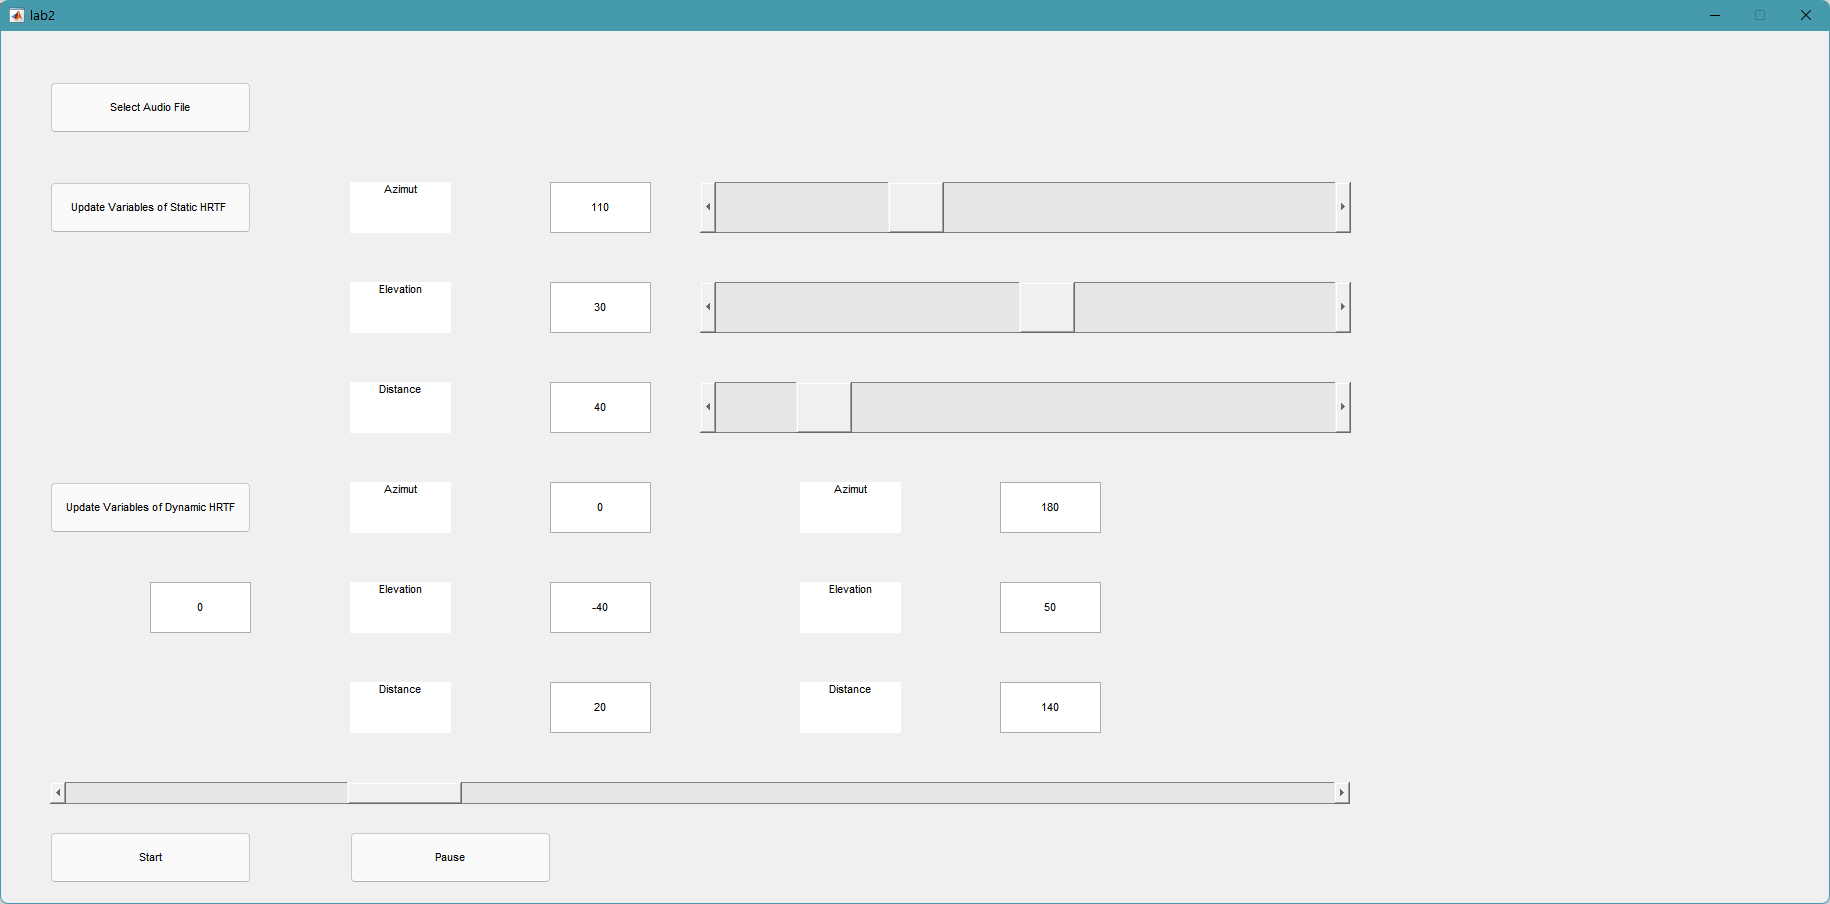 lab2
Select Audio File
Update Variables of Static HRTF
Azimut
110
Elevation
30
Distance
40
Update Variables of Dynamic HRTF
Azimut
0
Azimut
180
0
Elevation
-40
Elevation
50
Distance
20
Distance
140
Start
Pause